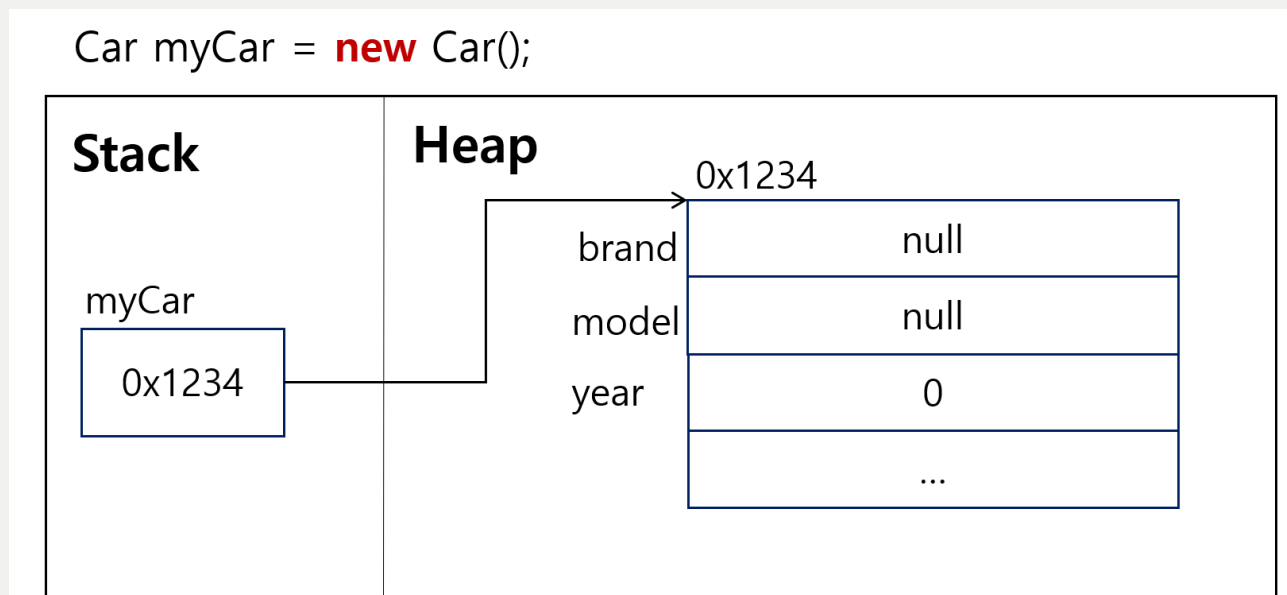 Car myCar = new Car();
Stack
Heap
0x1234
brand
null
model
null
myCar
0x1234
year
0
...